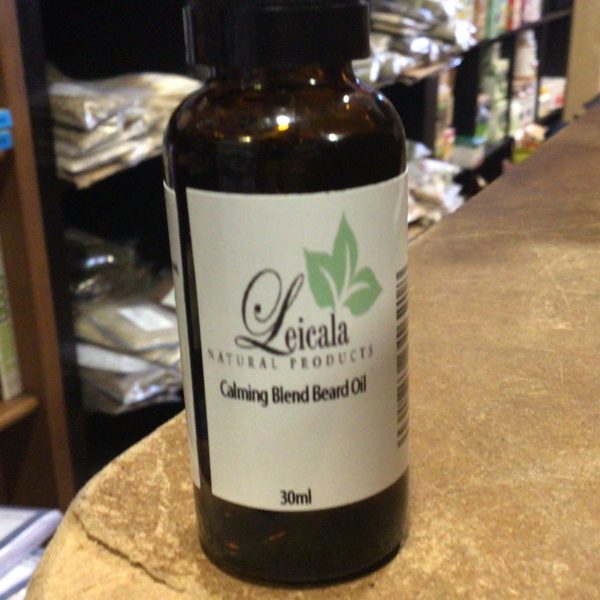 Leicala
NATURAL PRODUCTS
Calming Blend Beard Oil
30ml